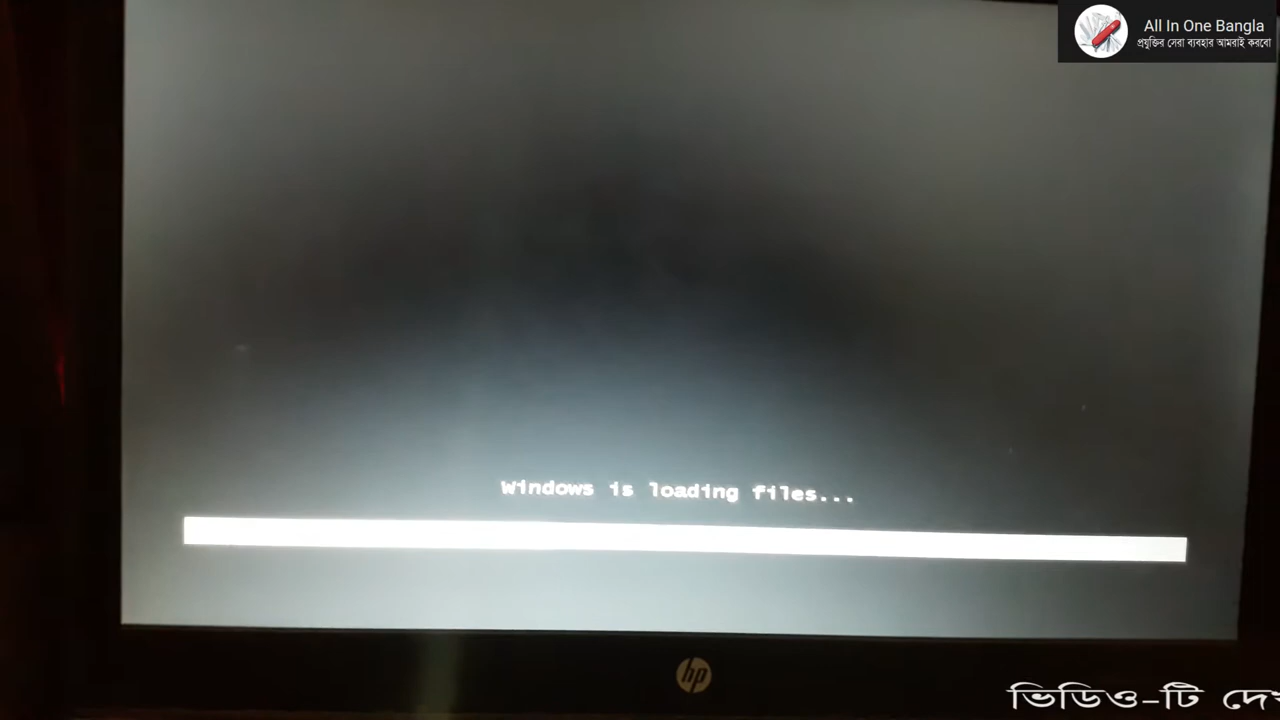 All In One Bangla
প্রযুক্তির সেরা ব্যবহার আমরাই করবো
Windows is loading files...
hp
ভিডিও-টি